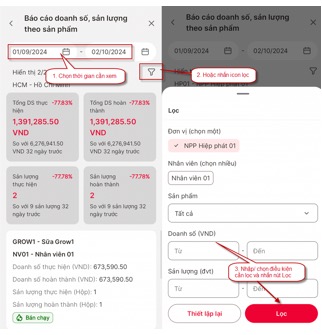 Báo cáo doanh số, sản lượng
theo sản phẩm
01/09/2024 - 02/10/2024
1. Chọn thời gian cần xem
Hiển thị 2/2
HCM - Hồ Chí Minh
Tổng DS thực hiện -77.83%
1,391,285.50
VND
So với 6,276,941.50
VND 32 ngày trước
Tổng DS hoàn thành -77.83%
1,391,285.50
VND
So với 6,276,941.50
VND 32 ngày trước
Sản lượng thực hiện -77.78%
2
So với 9 sản lượng 32
ngày trước
Sản lượng hoàn thành -77.78%
2
So với 9 sản lượng 32
ngày trước
GROW1 - Sữa Grow1
NV01 - Nhân viên 01
Doanh số thực hiện (VND): 673,590.50
Doanh số hoàn thành (VND): 673,590.50
Sản lượng thực hiện (Hộp): 1
Sản lượng hoàn thành (Hộp): 1
Bán chạy
Báo cáo doanh số, sản lượng
theo sản phẩm
01/09/2024 - 02/10/2024
2. Hoặc nhấn icon lọc
Lọc
Đơn vị (chọn một)
NPP Hiệp phát 01
Nhân viên (chọn nhiều)
Nhân viên 01
Sản phẩm
Tất cả
Doanh số (VND)
Từ - Đến
3. Nhập/ chọn điều kiện
cần lọc và nhấn nút Lọc
Sản lượng (đvt)
Từ - Đến
Thiết lập lại
Lọc